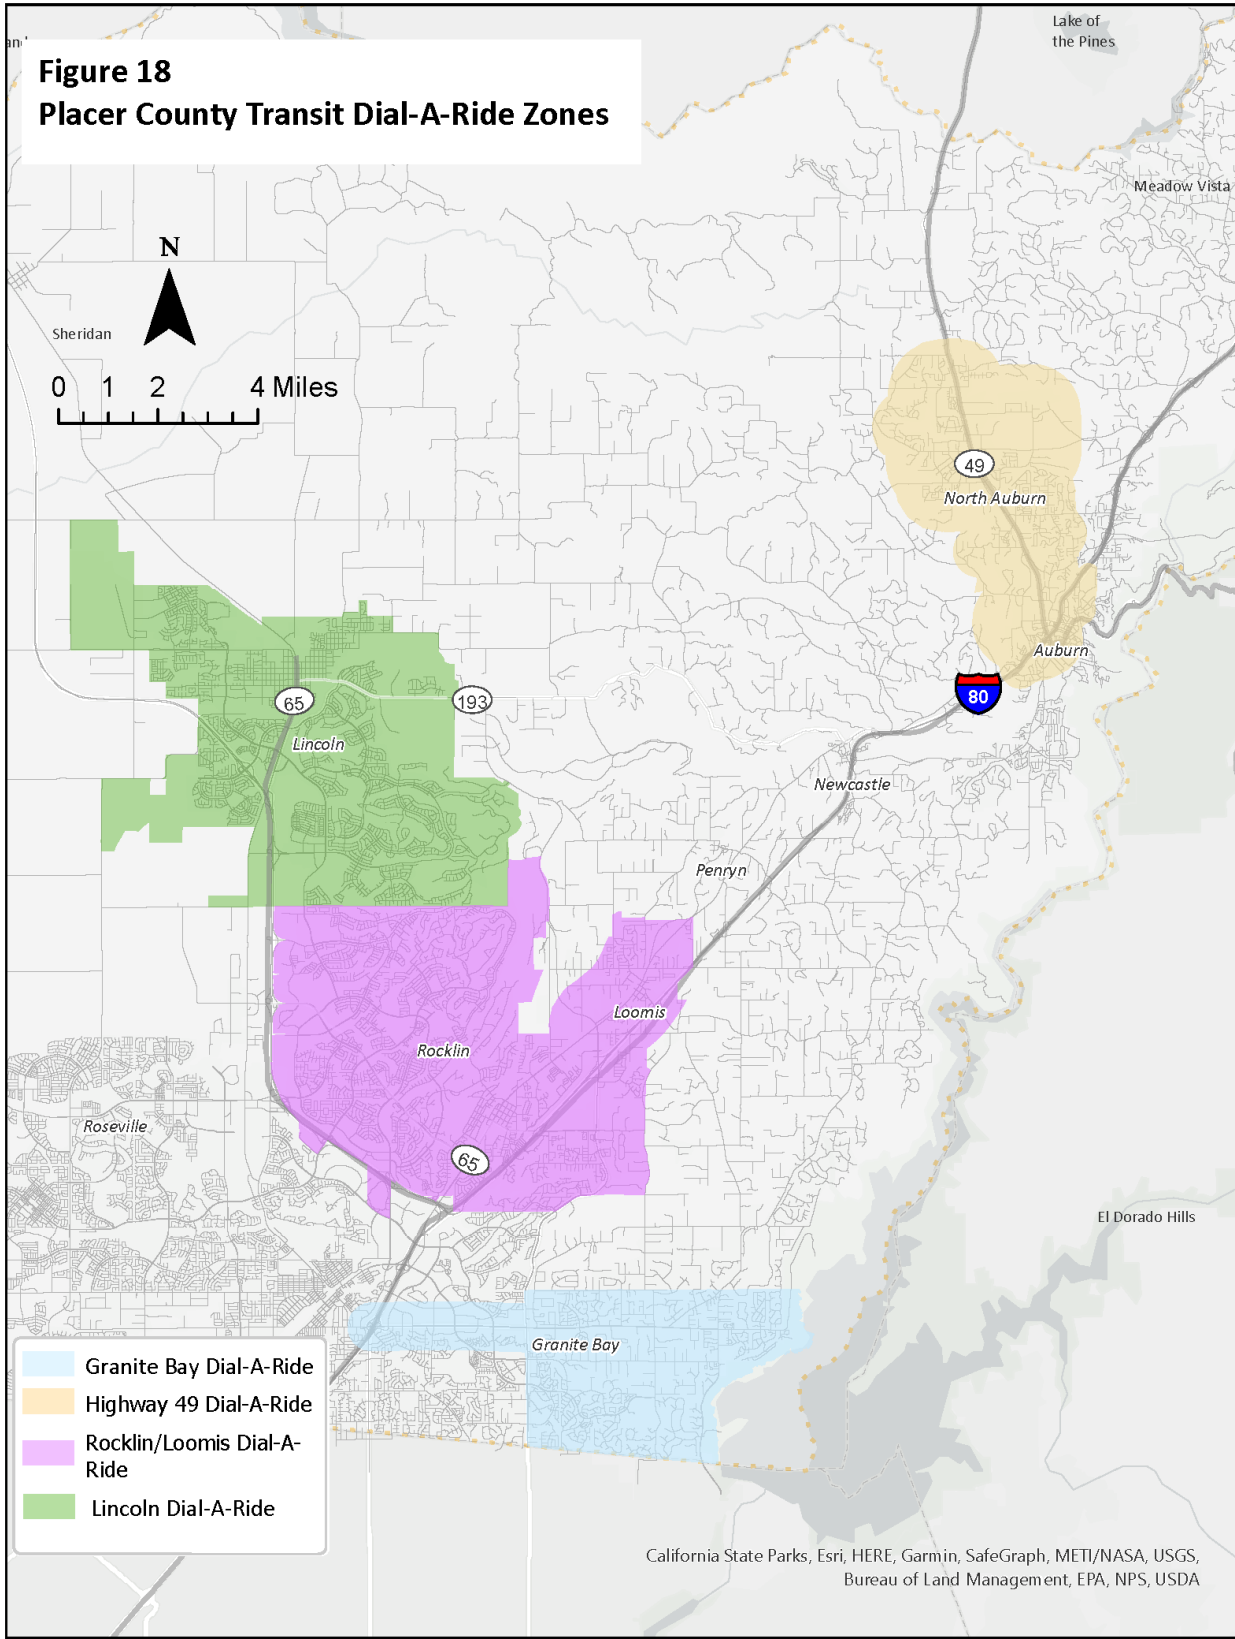 Lake of
the Pines
Figure 18
Placer County Transit Dial-A-Ride Zones
Meadow Vista
N
Sheridan
0 1 2 4 Miles
49
North Auburn
Auburn
80
65
193
Lincoln
Newcastle
Penryn
Loomis
Rocklin
Roseville
65
El Dorado Hills
Granite Bay
Granite Bay Dial-A-Ride
Highway 49 Dial-A-Ride
Rocklin/Loomis Dial-A-
Ride
Lincoln Dial-A-Ride
California State Parks, Esri, HERE, Garmin, SafeGraph, METI/NASA, USGS,
Bureau of Land Management, EPA, NPS, USDA